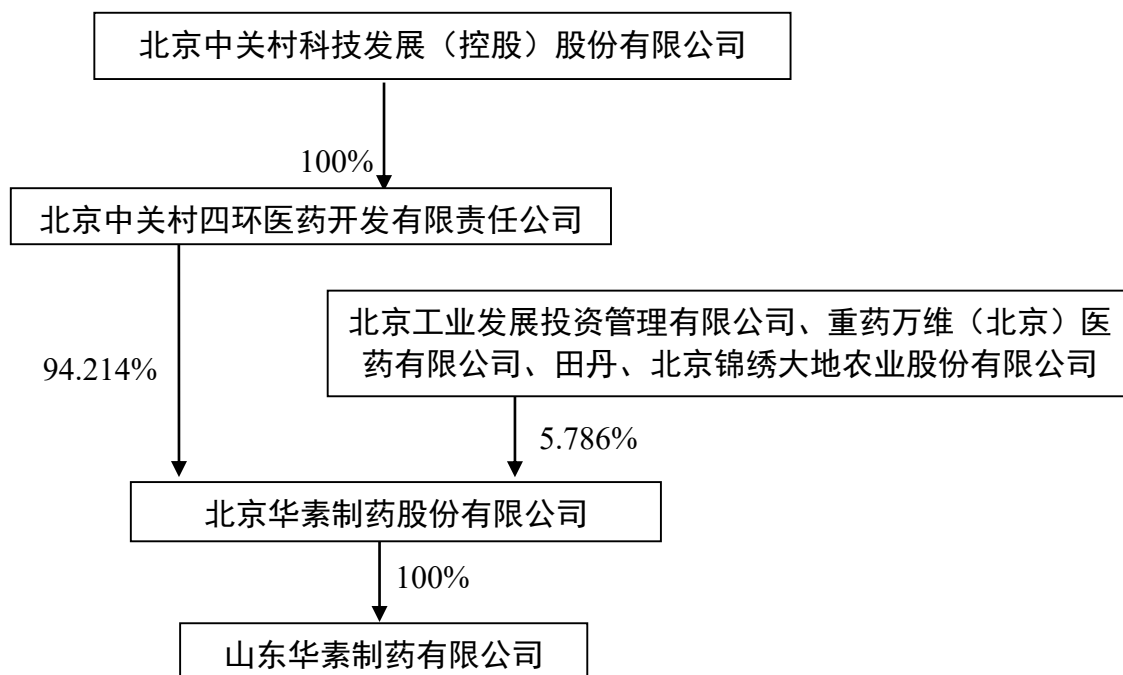 北京中关村科技发展（控股）股份有限公司
100%
北京中关村四环医药开发有限责任公司
北京工业发展投资管理有限公司、重药万维（北京）医
药有限公司、田丹、北京锦绣大地农业股份有限公司
94.214%
5.786%
北京华素制药股份有限公司
100%
山东华素制药有限公司